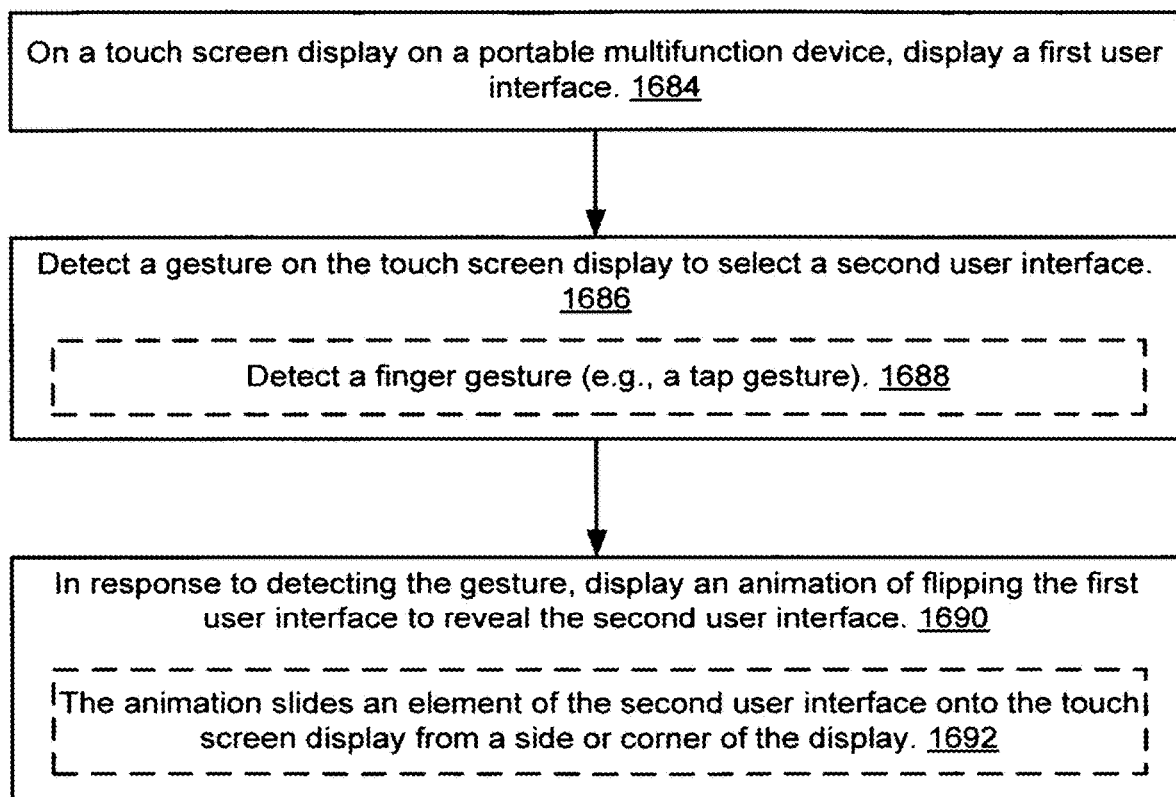 On a touch screen display on a portable multifunction device, display a first user
interface. 1684
Detect a gesture on the touch screen display to select a second user interface.
1686
Detect a finger gesture (e.g., a tap gesture). 1688
In response to detecting the gesture, display an animation of flipping the first
user interface to reveal the second user interface. 1690
The animation slides an element of the second user interface onto the touch
screen display from a side or corner of the display. 1692